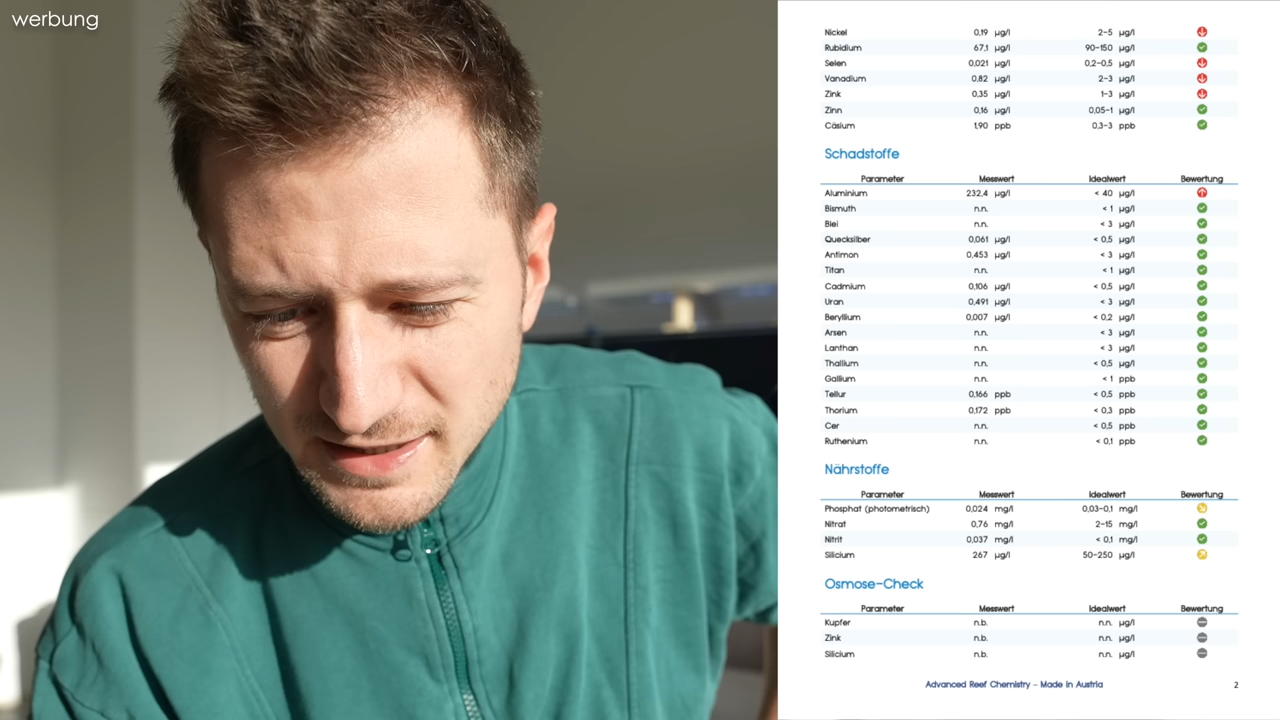 werbung
Nickel 0,19 µg/l 2-5 µg/l
Rubidium 67,1 µg/l 90-150 µg/l
Selen 0,021 µg/l 0,2-0,5 µg/l
Vanadium 0,82 µg/l 2-3 µg/l
Zink 0,35 µg/l 1-3 µg/l
Zinn 0,16 µg/l 0,05-1 µg/l
Cäsium 1,90 ppb 0,3-3 ppb
Schadstoffe
Parameter Messwert Idealwert Bewertung
Aluminium 232,4 µg/l < 40 µg/l
Bismuth n.n. < 1 µg/l
Blei n.n. < 3 µg/l
Quecksilber 0,061 µg/l < 0,5 µg/l
Antimon 0,453 µg/l < 3 µg/l
Titan n.n. < 1 µg/l
Cadmium 0,106 µg/l < 0,5 µg/l
Uran 0,491 µg/l < 3 µg/l
Beryllium 0,007 µg/l < 0,2 µg/l
Arsen n.n. < 3 µg/l
Lanthan n.n. < 3 µg/l
Thallium n.n. < 0,5 µg/l
Gallium n.n. < 1 ppb
Tellur 0,166 ppb < 0,5 ppb
Thorium 0,172 ppb < 0,3 ppb
Cer n.n. < 0,5 ppb
Ruthenium n.n. < 0,1 ppb
Nährstoffe
Parameter Messwert Idealwert Bewertung
Phosphat (photometrisch) 0,024 mg/l 0,03-0,1 mg/l
Nitrat 0,76 mg/l 2-15 mg/l
Nitrit 0,037 mg/l < 0,1 mg/l
Silicium 267 µg/l 50-250 µg/l
Osmose-Check
Parameter Messwert Idealwert Bewertung
Kupfer n.b. n.n. µg/l
Zink n.b. n.n. µg/l
Silicium n.b. n.n. µg/l
Advanced Reef Chemistry - Made in Austria 2